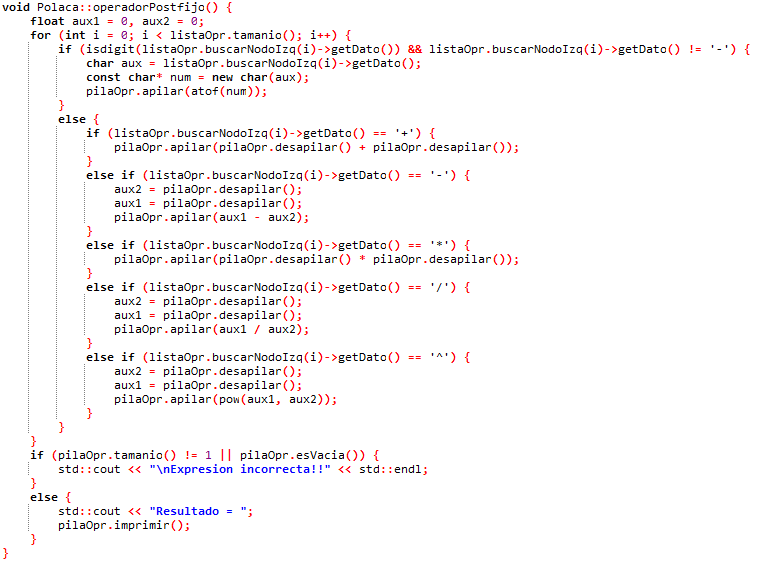 void Polaca::operadorPostfijo() {
    float aux1 = 0, aux2 = 0;
    for (int i = 0; i < listaOpr.tamanio(); i++) {
        if (isdigit(listaOpr.buscarNodoIzq(i)->getDato()) && listaOpr.buscarNodoIzq(i)->getDato() != '-') {
            char aux = listaOpr.buscarNodoIzq(i)->getDato();
            const char* num = new char(aux);
            pilaOpr.apilar(atof(num));
        }
        else {
            if (listaOpr.buscarNodoIzq(i)->getDato() == '+') {
                pilaOpr.apilar(pilaOpr.desapilar() + pilaOpr.desapilar());
            }
            else if (listaOpr.buscarNodoIzq(i)->getDato() == '-') {
                aux2 = pilaOpr.desapilar();
                aux1 = pilaOpr.desapilar();
                pilaOpr.apilar(aux1 - aux2);
            }
            else if (listaOpr.buscarNodoIzq(i)->getDato() == '*') {
                pilaOpr.apilar(pilaOpr.desapilar() * pilaOpr.desapilar());
            }
            else if (listaOpr.buscarNodoIzq(i)->getDato() == '/') {
                aux2 = pilaOpr.desapilar();
                aux1 = pilaOpr.desapilar();
                pilaOpr.apilar(aux1 / aux2);
            }
            else if (listaOpr.buscarNodoIzq(i)->getDato() == '^') {
                aux2 = pilaOpr.desapilar();
                aux1 = pilaOpr.desapilar();
                pilaOpr.apilar(pow(aux1, aux2));
            }
        }
    }
    if (pilaOpr.tamanio() != 1 || pilaOpr.esVacia()) {
        std::cout << "\nExpresion incorrecta!!" << std::endl;
    }
    else {
        std::cout << "Resultado = ";
        pilaOpr.imprimir();
    }
}